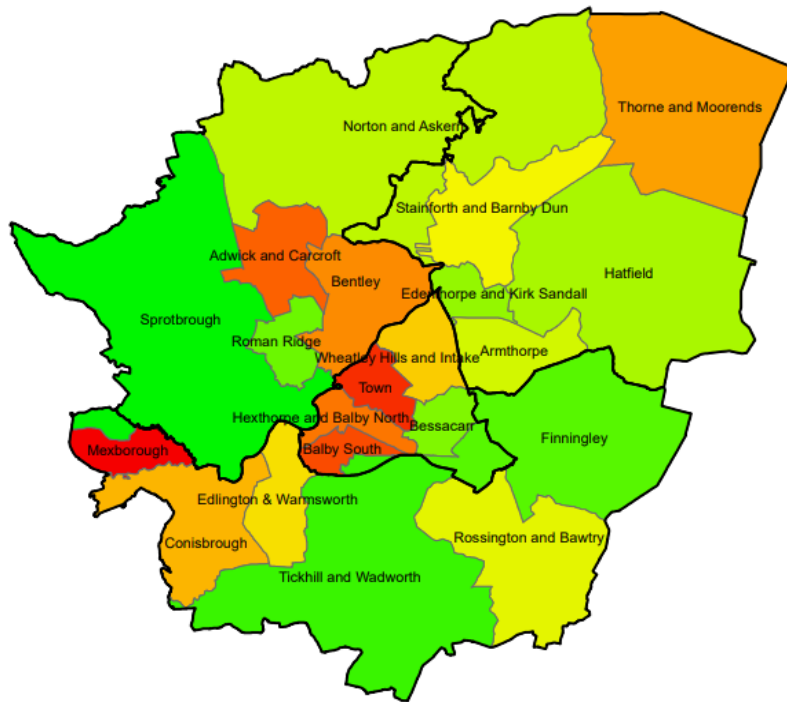 Thorne and Moorends
Norton and Askern
Stainforth and Barnby Dun
Adwick and Carcroft
Hatfield
Bentley
Edenthorpe and Kirk Sandall
Sprotbrough
Roman Ridge
Wheatley Hills and Intake
Armthorpe
Town
Hexthorpe and Balby North
Bessacarr
Finningley
Mexborough
Balby South
Edlington & Warmsworth
Conisbrough
Rossington and Bawtry
Tickhill and Wadworth